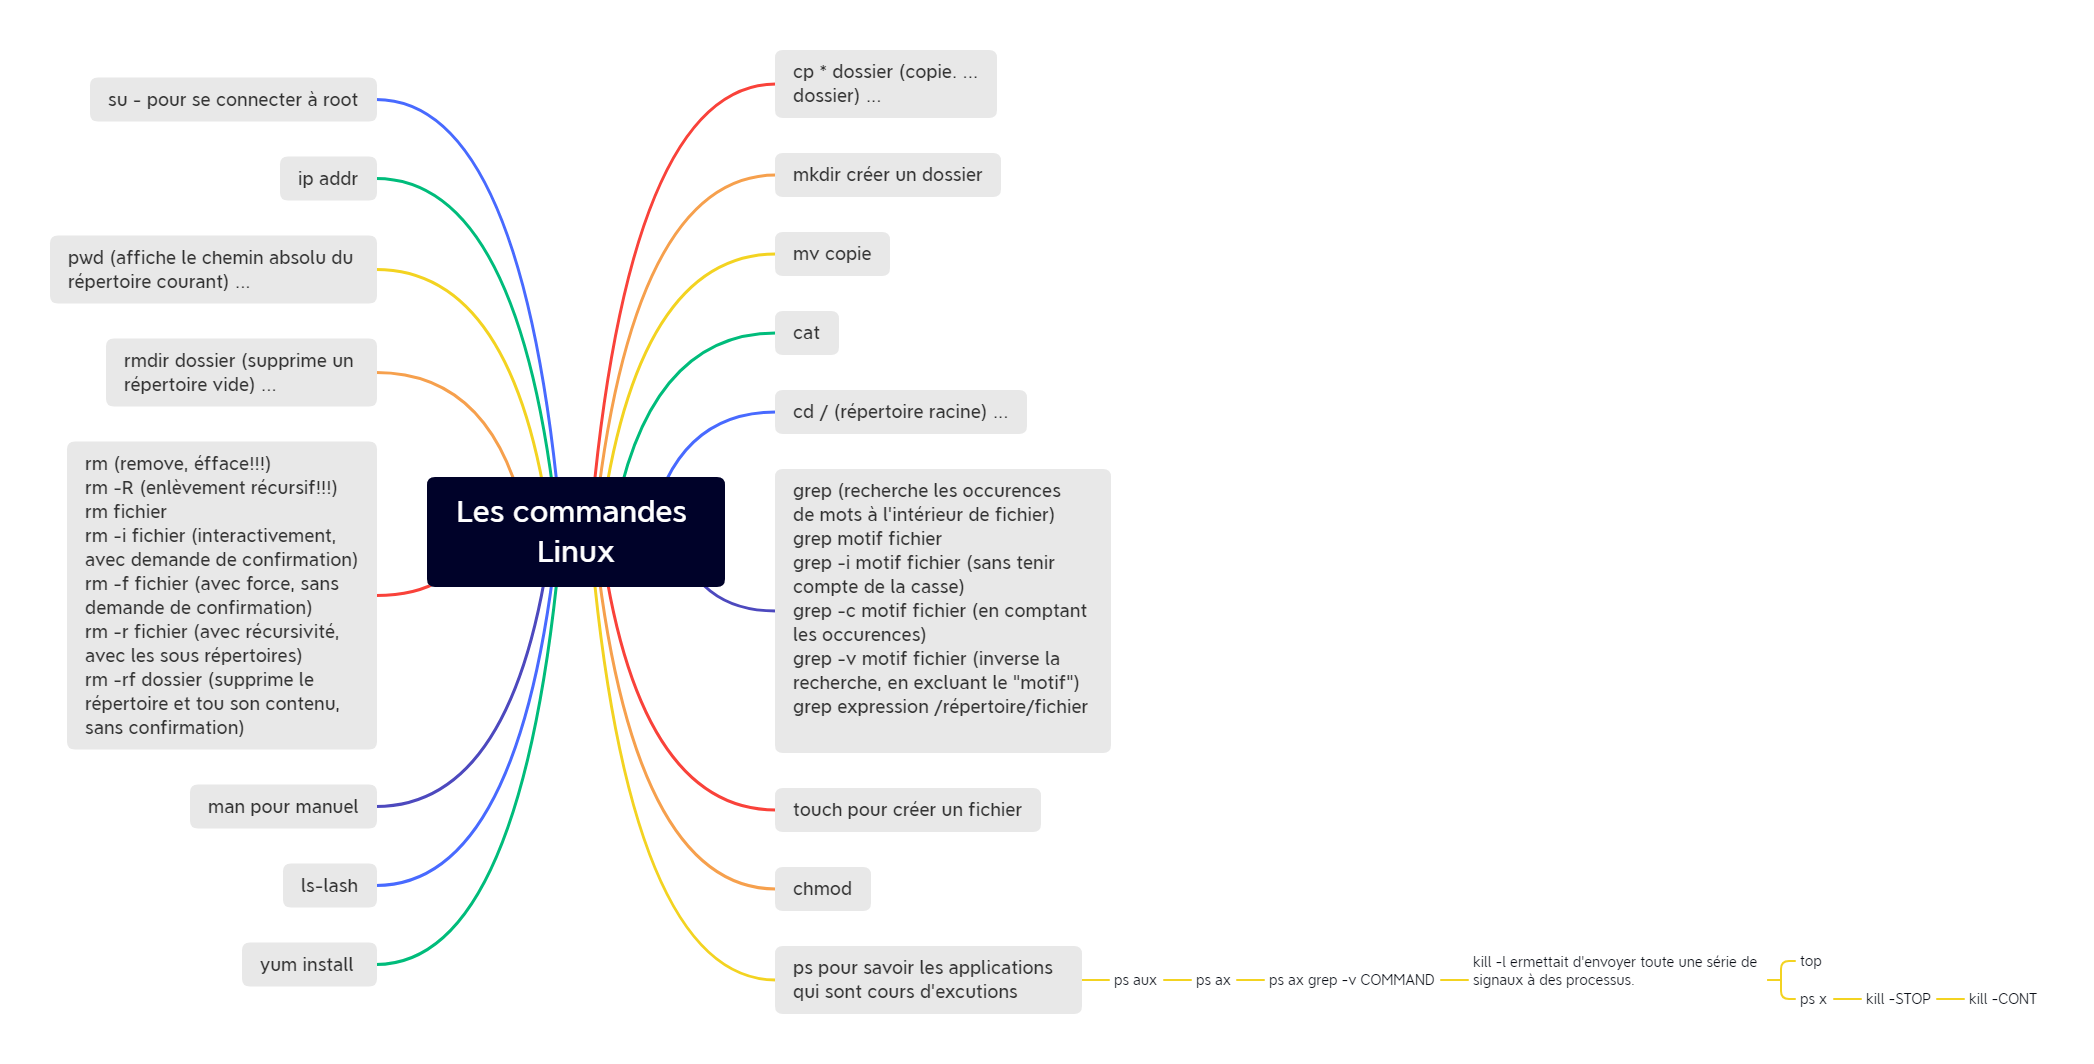 Les commandes
Linux
su - pour se connecter à root
ip addr
pwd (affiche le chemin absolu du
répertoire courant) ...
rmdir dossier (supprime un
répertoire vide) ...
rm (remove, éfface!!!)
rm -R (enlèvement récursif!!!)
rm fichier
rm -i fichier (interactivement,
avec demande de confirmation)
rm -f fichier (avec force, sans
demande de confirmation)
rm -r fichier (avec récursivité,
avec les sous répertoires)
rm -rf dossier (supprime le
répertoire et tou son contenu,
sans confirmation)
man pour manuel
ls-lash
yum install
cp * dossier (copie. ...
dossier) ...
mkdir créer un dossier
mv copie
cat
cd / (répertoire racine) ...
grep (recherche les occurences
de mots à l'intérieur de fichier)
grep motif fichier
grep -i motif fichier (sans tenir
compte de la casse)
grep -c motif fichier (en comptant
les occurences)
grep -v motif fichier (inverse la
recherche, en excluant le "motif")
grep expression /répertoire/fichier
touch pour créer un fichier
chmod
ps pour savoir les applications
qui sont cours d'excutions
ps aux
ps ax
ps ax grep -v COMMAND
kill -l ermettait d'envoyer toute une série de
signaux à des processus.
top
ps x
kill -STOP
kill -CONT